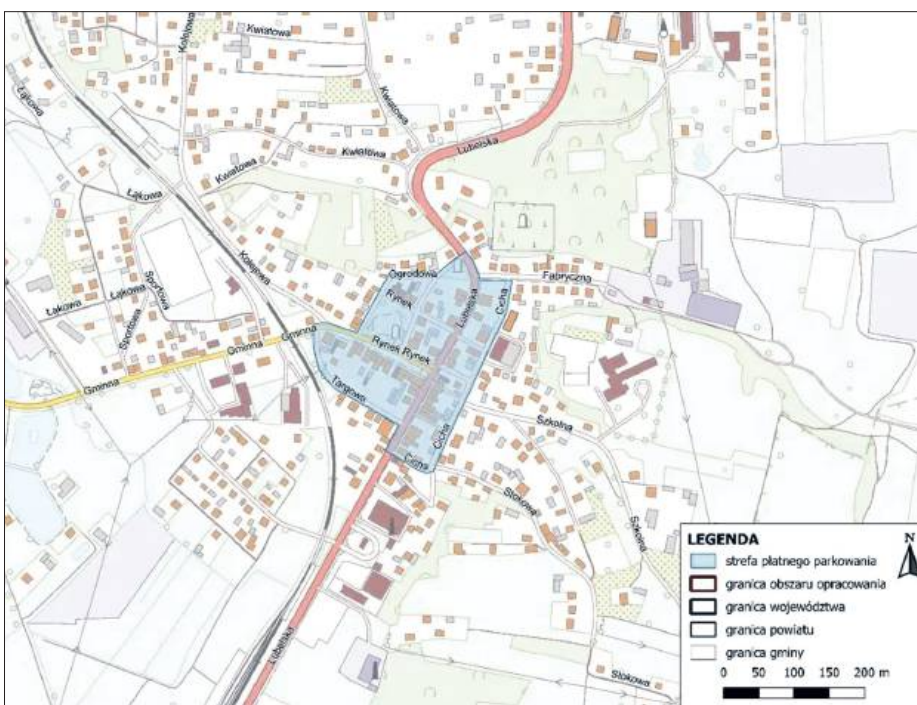 Kwiatowa
Kolejowa
Łąkowa
Kwiatowa
Lubelska
Kwiatowa
Kwiatowa
Łąkowa
Kolejowa
Sportowa
Ogrodowa
Fabryczna
Rynek
Lubelska
Cicha
Łąkowa
Łąkowa
Sportowa
Gminna
Gminna
Rynek Rynek
Gminna
Targowa
Szkolna
Cicha
Cicha
Stokowa
Szkolna
Lubelska
Stokowa
LEGENDA
N
strefa płatnego parkowania
granica obszaru opracowania
granica województwa
granica powiatu
granica gminy
0 50 100 150 200 m